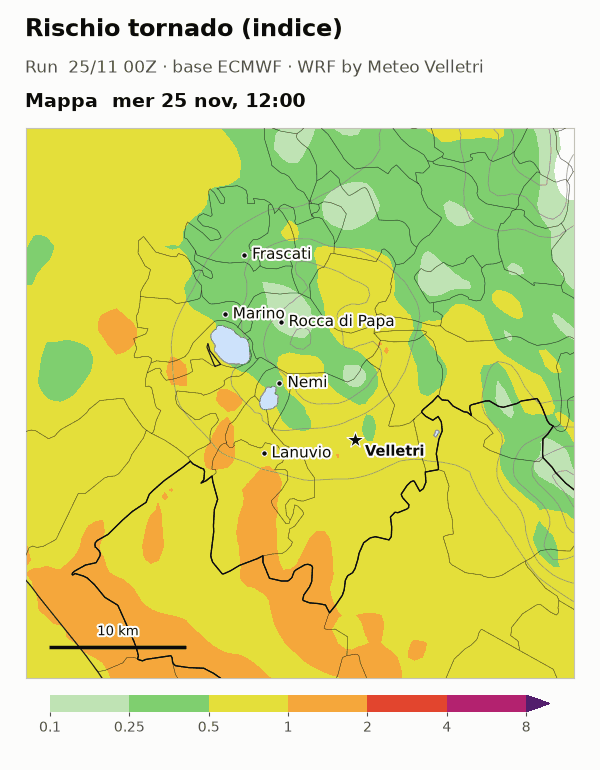 Rischio tornado (indice)
Run  25/11 00Z · base ECMWF · WRF by Meteo Velletri
Mappa  mer 25 nov, 12:00
Frascati
Marino
Rocca di Papa
Nemi
Velletri
Lanuvio
10 km
0.1 0.25 0.5 1 2 4 8